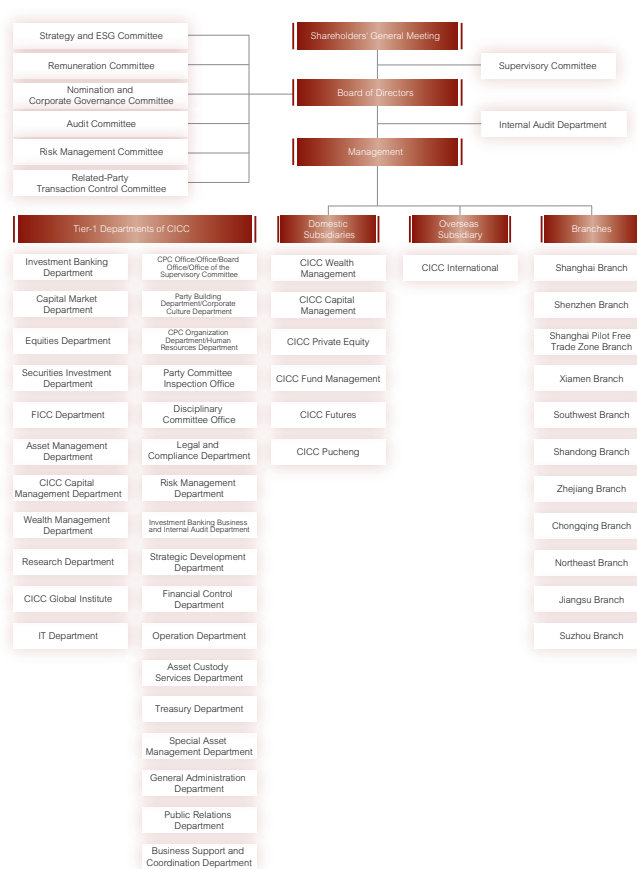 Strategy and ESG Committee
Remuneration Committee
Nomination and
Corporate Governance Committee
Audit Committee
Risk Management Committee
Related-Party
Transaction Control Committee
Shareholders' General Meeting
Supervisory Committee
Board of Directors
Internal Audit Department
Management
Tier-1 Departments of CICC
Investment Banking
Department
Capital Market
Department
Equities Department
Securities Investment
Department
FICC Department
Asset Management
Department
CICC Capital
Management Department
Wealth Management
Department
Research Department
CICC Global Institute
IT Department
CPC Office/Office/Board
Office/Office of the
Supervisory Committee
Party Building
Department/Corporate
Culture Department
CPC Organization
Department/Human
Resources Department
Party Committee
Inspection Office
Disciplinary
Committee Office
Legal and
Compliance Department
Risk Management
Department
Investment Banking Business
and Internal Audit Department
Strategic Development
Department
Financial Control
Department
Operation Department
Asset Custody
Services Department
Treasury Department
Special Asset
Management Department
General Administration
Department
Public Relations
Department
Business Support and
Coordination Department
Domestic
Subsidiaries
CICC Wealth
Management
CICC Capital
Management
CICC Private Equity
CICC Fund Management
CICC Futures
CICC Pucheng
Overseas
Subsidiary
CICC International
Branches
Shanghai Branch
Shenzhen Branch
Shanghai Pilot Free
Trade Zone Branch
Xiamen Branch
Southwest Branch
Shandong Branch
Zhejiang Branch
Chongqing Branch
Northeast Branch
Jiangsu Branch
Suzhou Branch